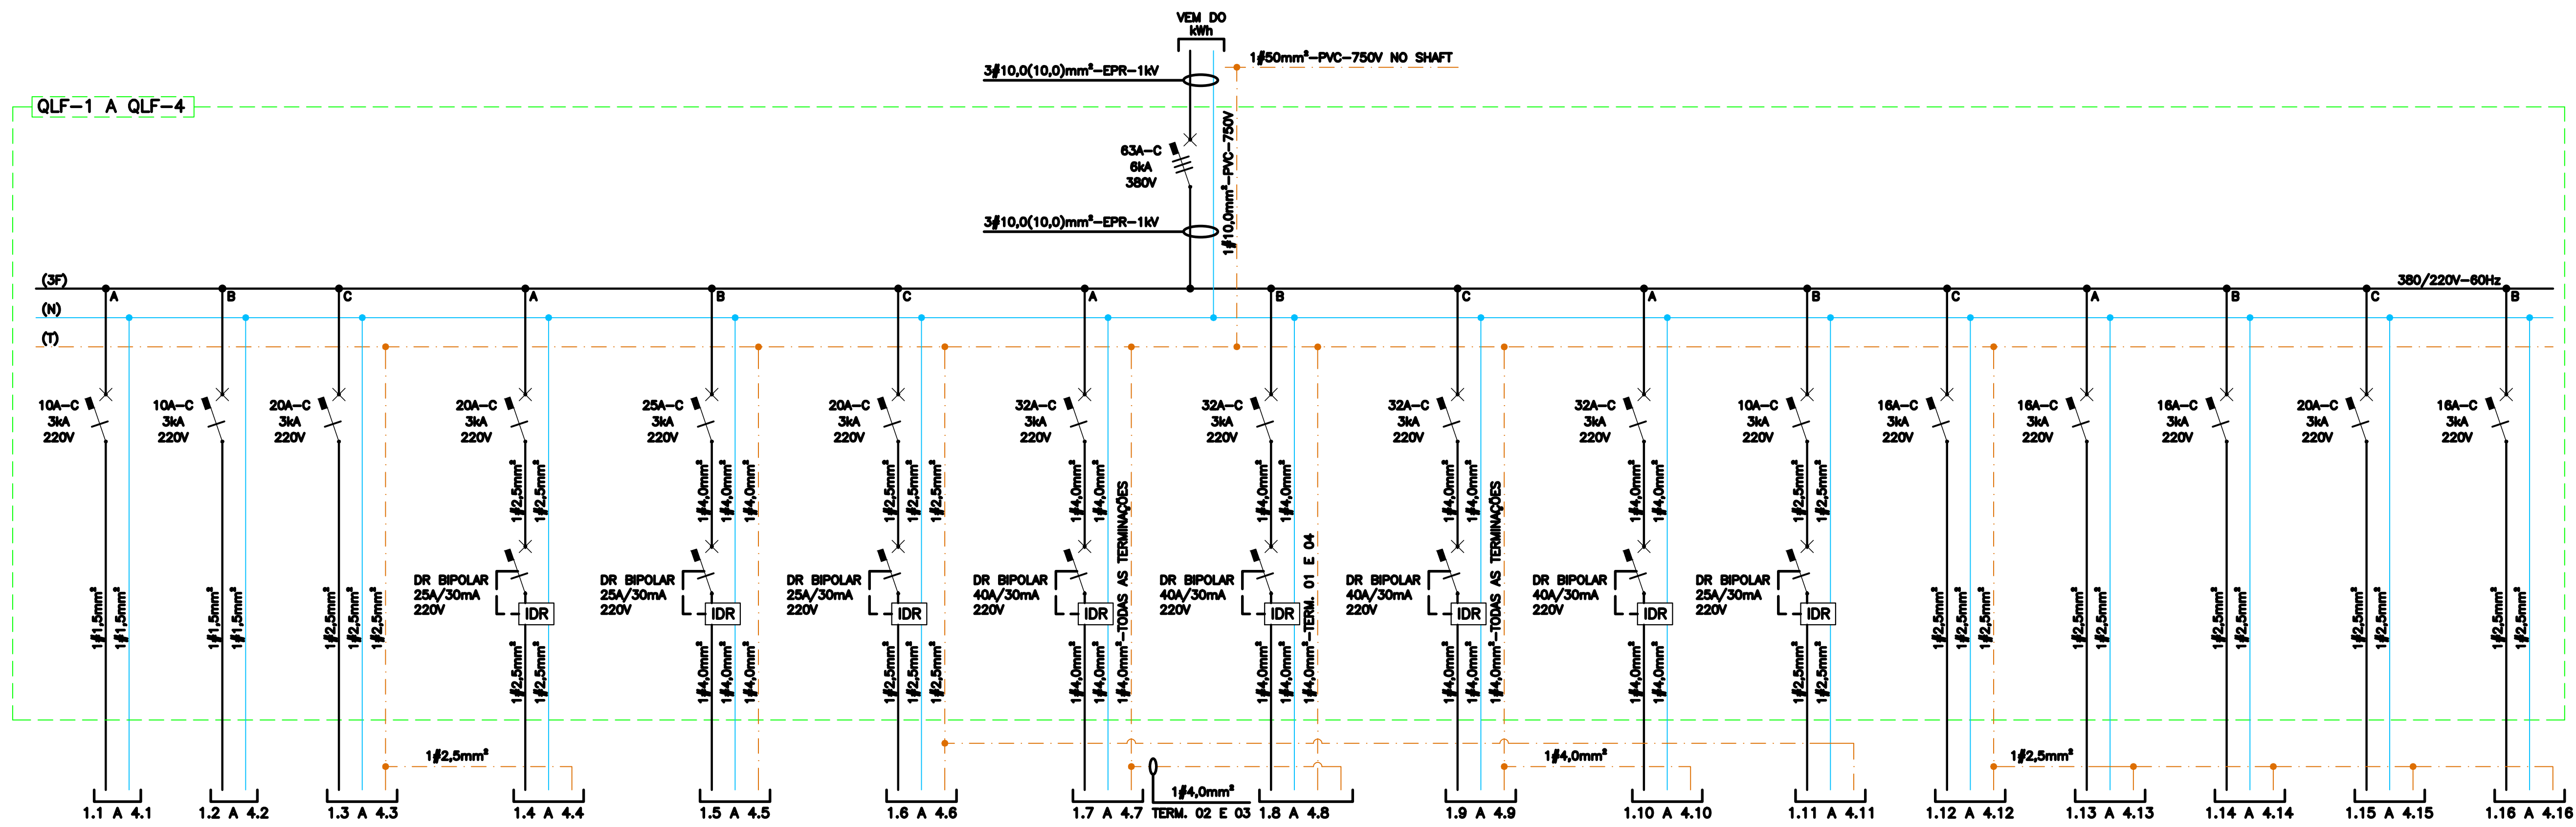 VEM DO
kWh
1#50mm²-PVC-750V NO SHAFT
3#10,0(10,0)mm²-EPR-1kV
QLF-1 A QLF-4
1#10,0mm²-PVC-750V
63A-C
6kA
380V
3#10,0(10,0)mm²-EPR-1kV
(3F)
380/220V-60Hz
A
B
C
A
B
C
A
B
C
A
B
C
A
B
C
B
(N)
(T)
10A-C
3kA
220V
10A-C
3kA
220V
20A-C
3kA
220V
20A-C
3kA
220V
25A-C
3kA
220V
20A-C
3kA
220V
32A-C
3kA
220V
32A-C
3kA
220V
32A-C
3kA
220V
32A-C
3kA
220V
10A-C
3kA
220V
16A-C
3kA
220V
16A-C
3kA
220V
16A-C
3kA
220V
20A-C
3kA
220V
16A-C
3kA
220V
1#2,5mm²
1#2,5mm²
1#4,0mm²
1#4,0mm²
1#4,0mm²
1#2,5mm²
1#2,5mm²
1#2,5mm²
1#4,0mm²
1#4,0mm²
1#4,0mm²
1#4,0mm²
1#4,0mm²
1#4,0mm²
1#4,0mm²
1#4,0mm²
1#2,5mm²
1#2,5mm²
DR BIPOLAR
25A/30mA
220V
IDR
DR BIPOLAR
25A/30mA
220V
IDR
DR BIPOLAR
25A/30mA
220V
IDR
DR BIPOLAR
40A/30mA
220V
IDR
DR BIPOLAR
40A/30mA
220V
IDR
DR BIPOLAR
40A/30mA
220V
IDR
DR BIPOLAR
40A/30mA
220V
IDR
DR BIPOLAR
25A/30mA
220V
IDR
1#1,5mm²
1#1,5mm²
1#1,5mm²
1#1,5mm²
1#2,5mm²
1#2,5mm²
1#2,5mm²
1#2,5mm²
1#2,5mm²
1#4,0mm²
1#4,0mm²
1#4,0mm²
1#2,5mm²
1#2,5mm²
1#2,5mm²
1#4,0mm²
1#4,0mm²
1#4,0mm²-TODAS AS TERMINAÇÕES
1#4,0mm²
1#4,0mm²
1#4,0mm²-TERM. 01 E 04
1#4,0mm²
1#4,0mm²
1#4,0mm²-TODAS AS TERMINAÇÕES
1#4,0mm²
1#4,0mm²
1#2,5mm²
1#2,5mm²
1#2,5mm²
1#2,5mm²
1#2,5mm²
1#2,5mm²
1#2,5mm²
1#2,5mm²
1#2,5mm²
1#2,5mm²
1#2,5mm²
1#2,5mm²
1#2,5mm²
1#2,5mm²
1#4,0mm²
1#2,5mm²
1#4,0mm²
TERM. 02 E 03
1.1 A 4.1
1.2 A 4.2
1.3 A 4.3
1.4 A 4.4
1.5 A 4.5
1.6 A 4.6
1.7 A 4.7
1.8 A 4.8
1.9 A 4.9
1.10 A 4.10
1.11 A 4.11
1.12 A 4.12
1.13 A 4.13
1.14 A 4.14
1.15 A 4.15
1.16 A 4.16